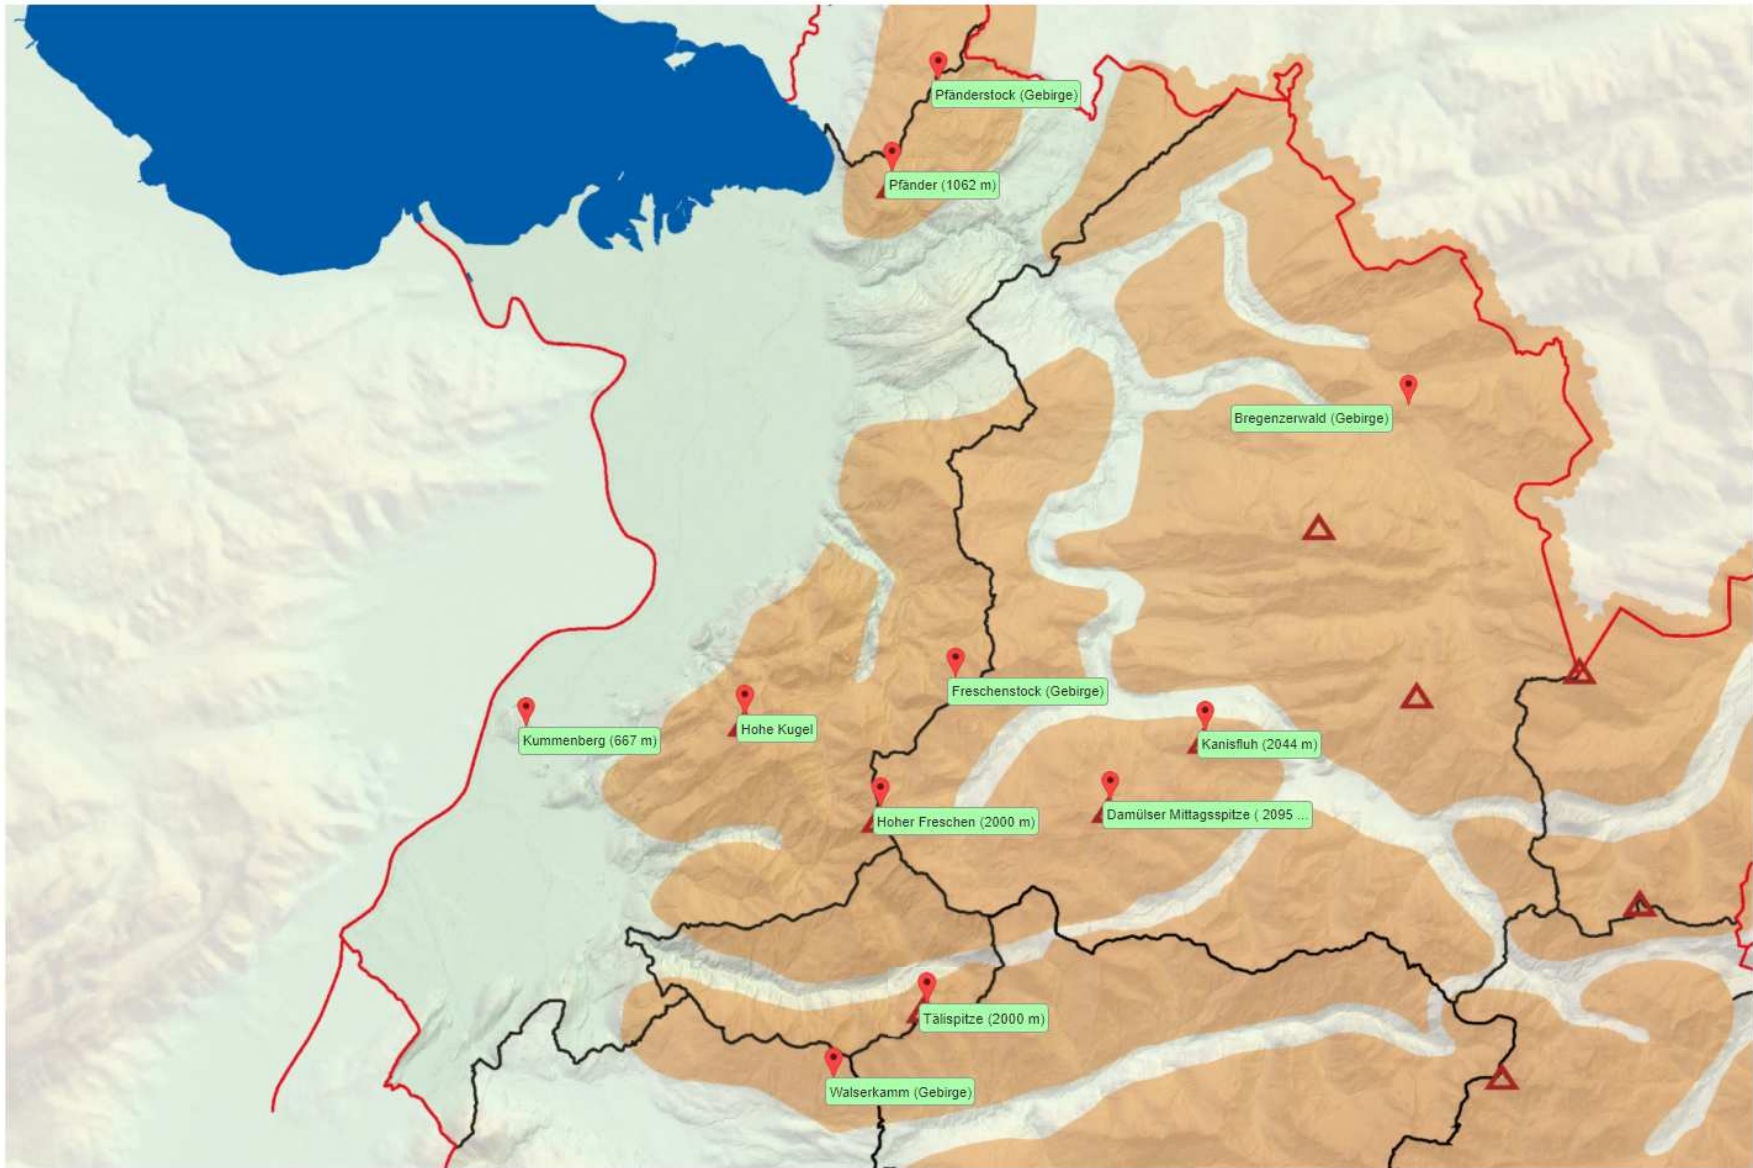 Pfänderstock (Gebirge)
Pfänder (1062 m)
Bregenzerwald (Gebirge)
Freschenstock (Gebirge)
Hohe Kugel
Kummenberg (667 m)
Kanisfluh (2044 m)
Damülser Mittagsspitze ( 2095 ...
Hoher Freschen (2000 m)
Tälispitze (2000 m)
Walserkamm (Gebirge)